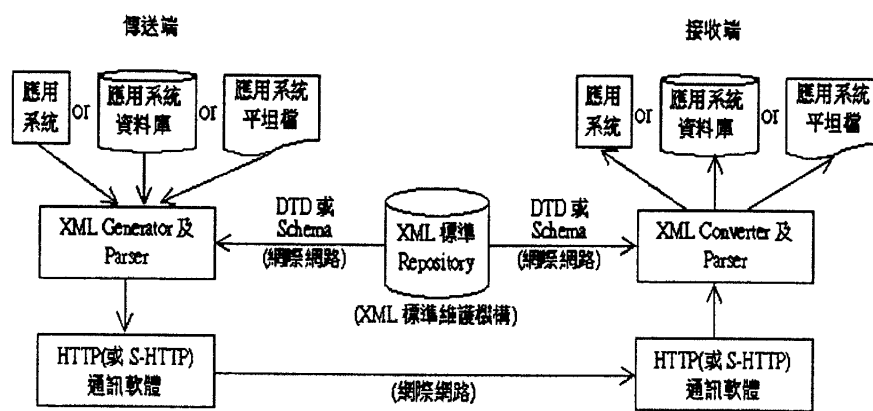 傳送端
接收端
應用
系統
or
應用系統
資料庫
or
應用系統
平坦檔
應用
系統
or
應用系統
資料庫
or
應用系統
平坦檔
XML Generator 及
Parser
DTD 或
Schema
(網際網路)
XML 標準
Repository
(XML 標準維護機構)
DTD 或
Schema
(網際網路)
XML Converter 及
Parser
HTTP(或 S-HTTP)
通訊軟體
(網際網路)
HTTP(或 S-HTTP)
通訊軟體